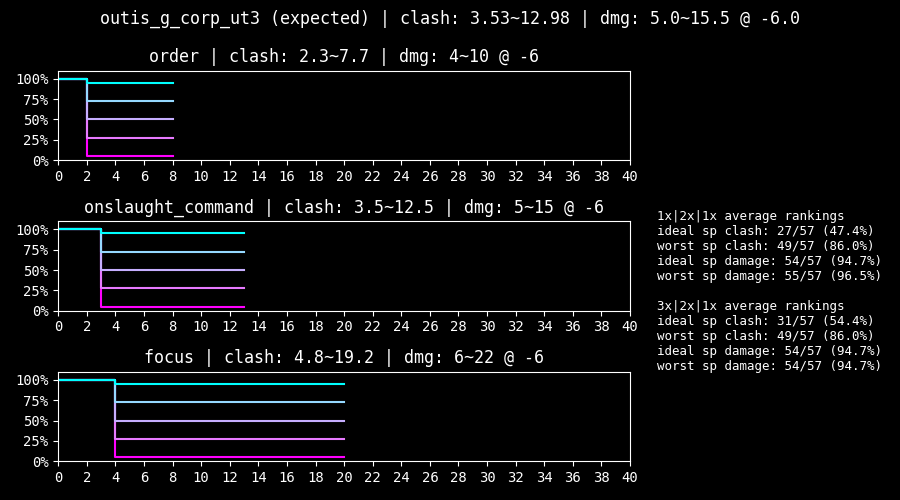 outis_g_corp_ut3 (expected) | clash: 3.53~12.98 | dmg: 5.0~15.5 @ -6.0
order | clash: 2.3~7.7 | dmg: 4~10 @ -6
100%
75%
50%
25%
0%
0 2 4 6 8 10 12 14 16 18 20 22 24 26 28 30 32 34 36 38 40
onslaught_command | clash: 3.5~12.5 | dmg: 5~15 @ -6
100%
75%
50%
25%
0%
0 2 4 6 8 10 12 14 16 18 20 22 24 26 28 30 32 34 36 38 40
focus | clash: 4.8~19.2 | dmg: 6~22 @ -6
100%
75%
50%
25%
0%
0 2 4 6 8 10 12 14 16 18 20 22 24 26 28 30 32 34 36 38 40
1x|2x|1x average rankings
ideal sp clash: 27/57 (47.4%)
worst sp clash: 49/57 (86.0%)
ideal sp damage: 54/57 (94.7%)
worst sp damage: 55/57 (96.5%)
3x|2x|1x average rankings
ideal sp clash: 31/57 (54.4%)
worst sp clash: 49/57 (86.0%)
ideal sp damage: 54/57 (94.7%)
worst sp damage: 54/57 (94.7%)